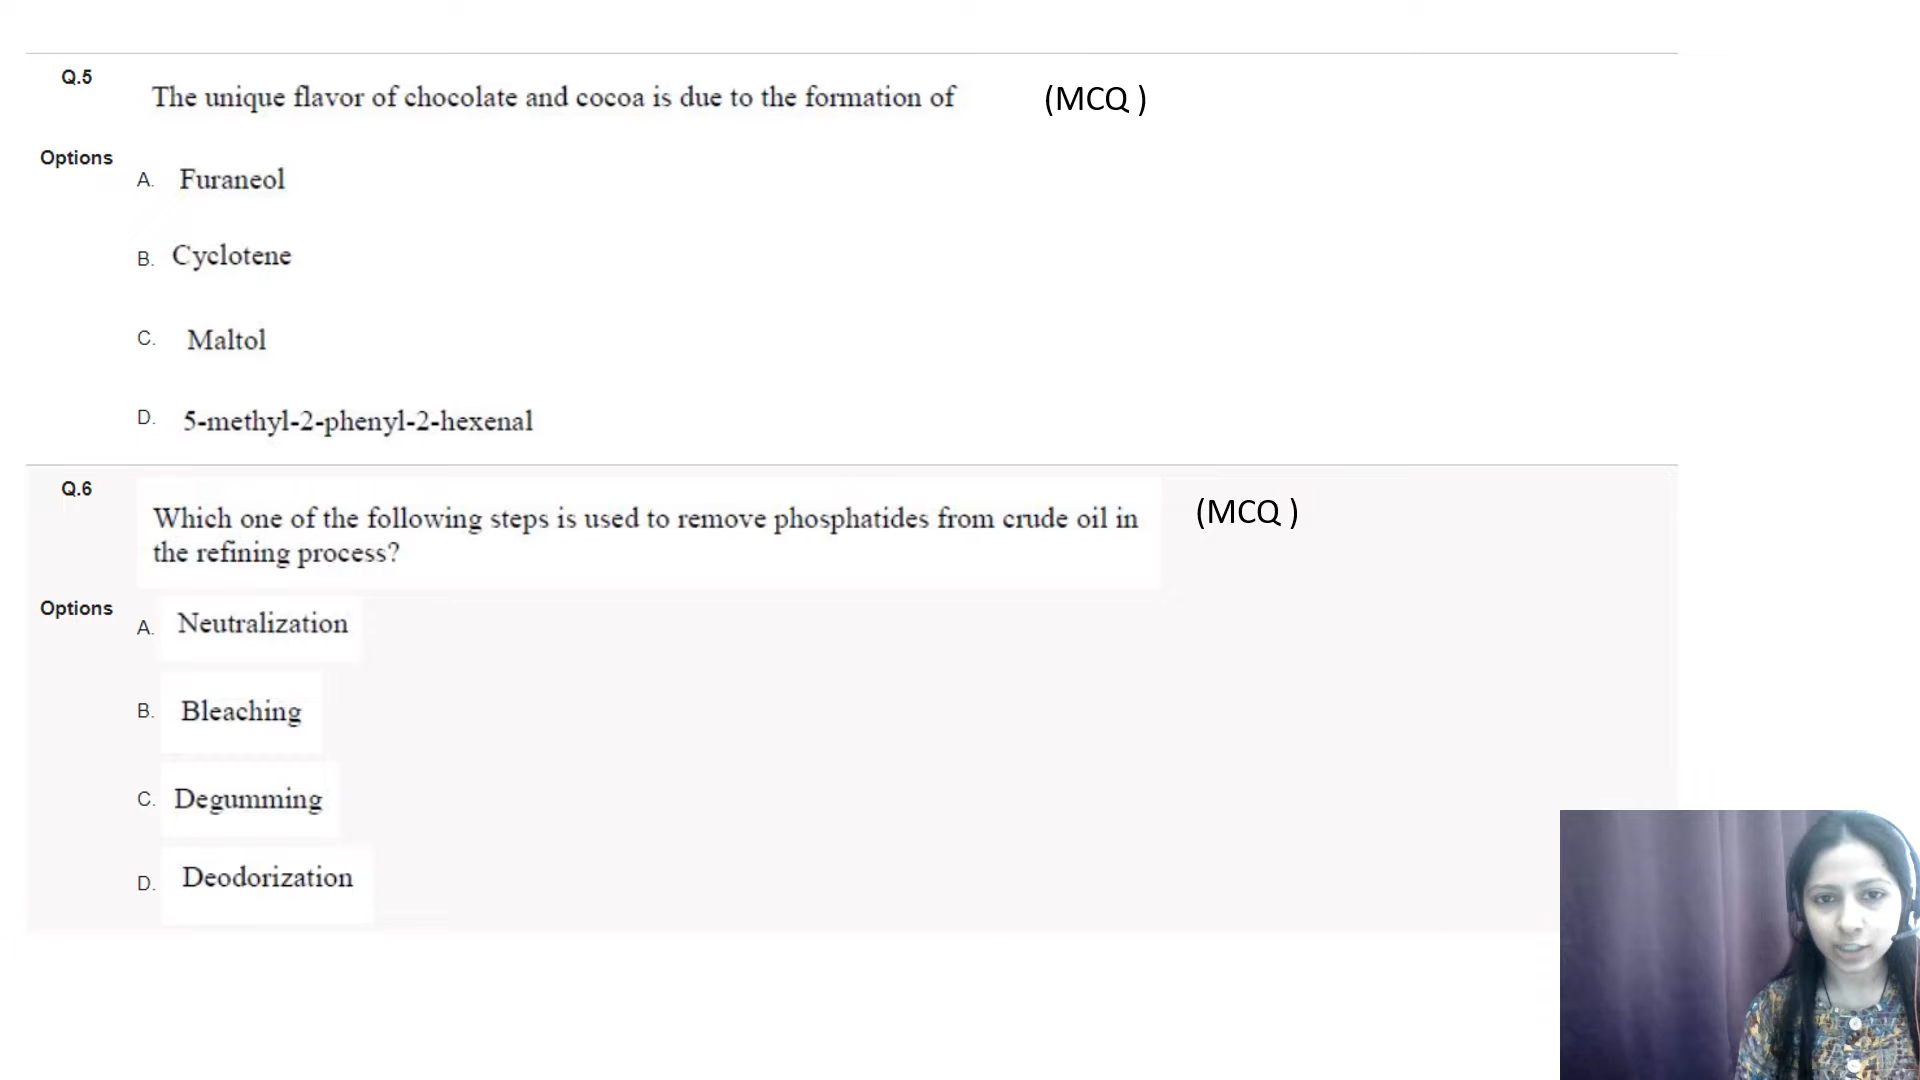 Q.5
The unique flavor of chocolate and cocoa is due to the formation of (MCQ )
Options
A. Furaneol
B. Cyclotene
C. Maltol
D. 5-methyl-2-phenyl-2-hexenal
Q.6
Which one of the following steps is used to remove phosphatides from crude oil in (MCQ )
the refining process?
Options
A. Neutralization
B. Bleaching
C. Degumming
D. Deodorization